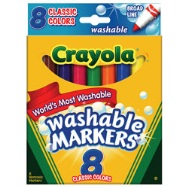 8 CLASSIC COLORS
washable
BROAD LINE
Crayola
World's Most Washable
washable
MARKERS
8
CLASSIC COLORS